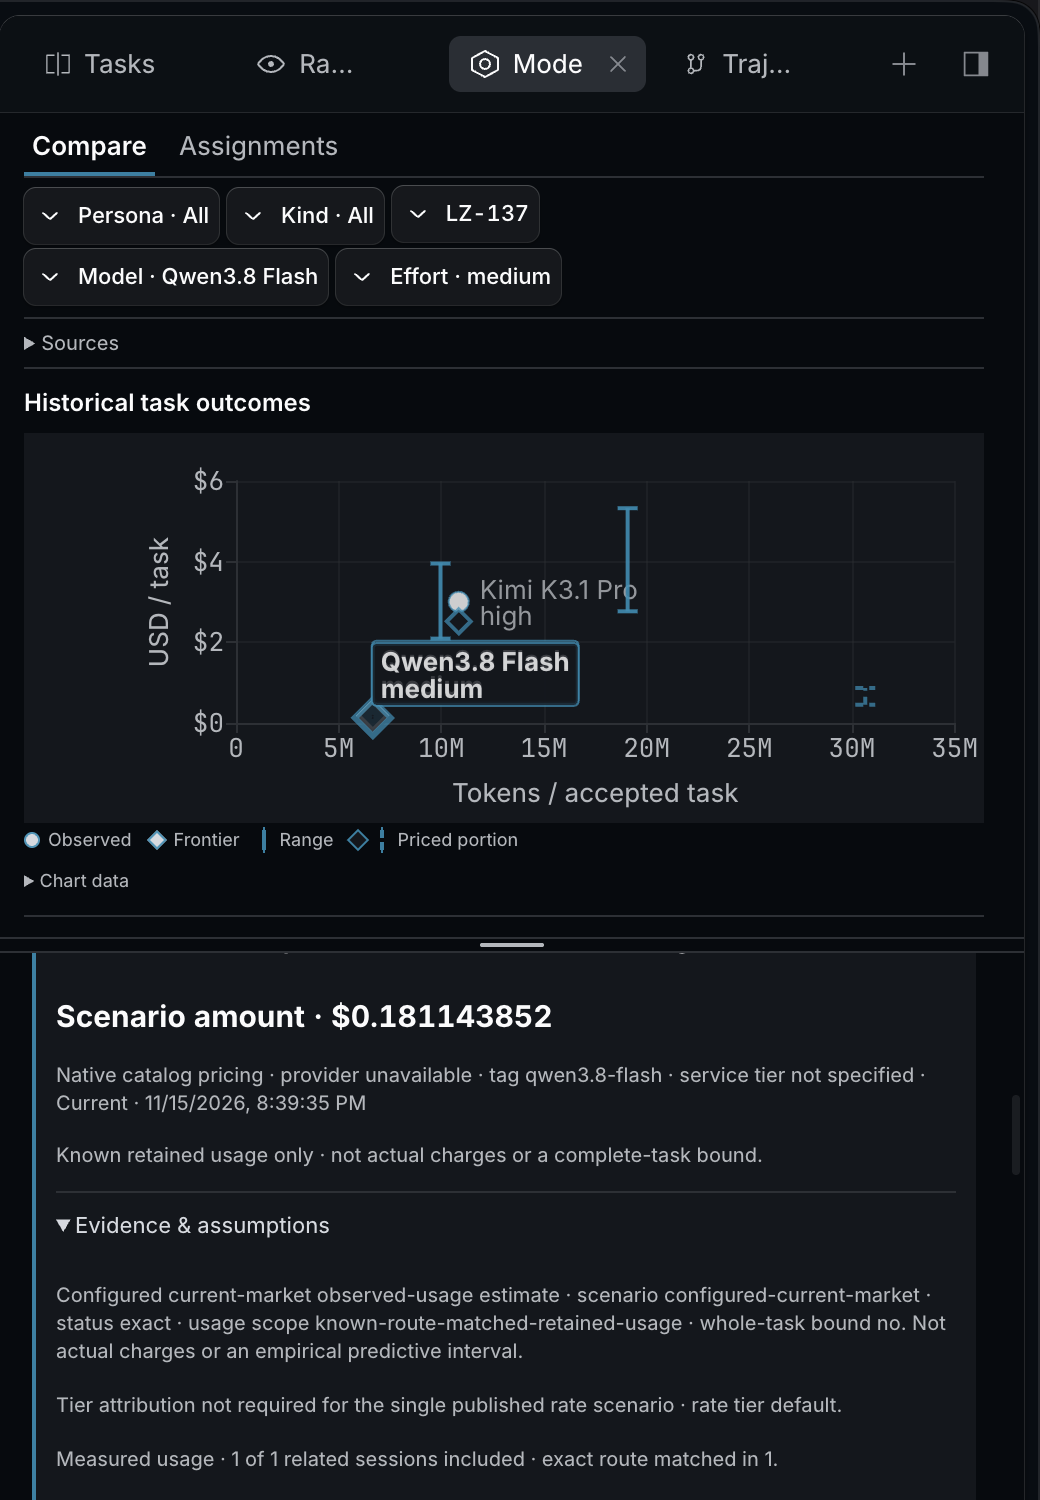 Tasks
Ra...
Mode
Traj...
Compare
Assignments
Persona · All
Kind · All
LZ-137
Model · Qwen3.8 Flash
Effort · medium
Sources
Historical task outcomes
$6
$4
$2
$0
USD / task
Kimi K3.1 Pro
high
Qwen3.8 Flash
medium
0
5M
10M
15M
20M
25M
30M
35M
Tokens / accepted task
Observed
Frontier
Range
Priced portion
Chart data
Scenario amount · $0.181143852
Native catalog pricing · provider unavailable · tag qwen3.8-flash · service tier not specified ·
Current · 11/15/2026, 8:39:35 PM
Known retained usage only · not actual charges or a complete-task bound.
Evidence & assumptions
Configured current-market observed-usage estimate · scenario configured-current-market ·
status exact · usage scope known-route-matched-retained-usage · whole-task bound no. Not
actual charges or an empirical predictive interval.
Tier attribution not required for the single published rate scenario · rate tier default.
Measured usage · 1 of 1 related sessions included · exact route matched in 1.